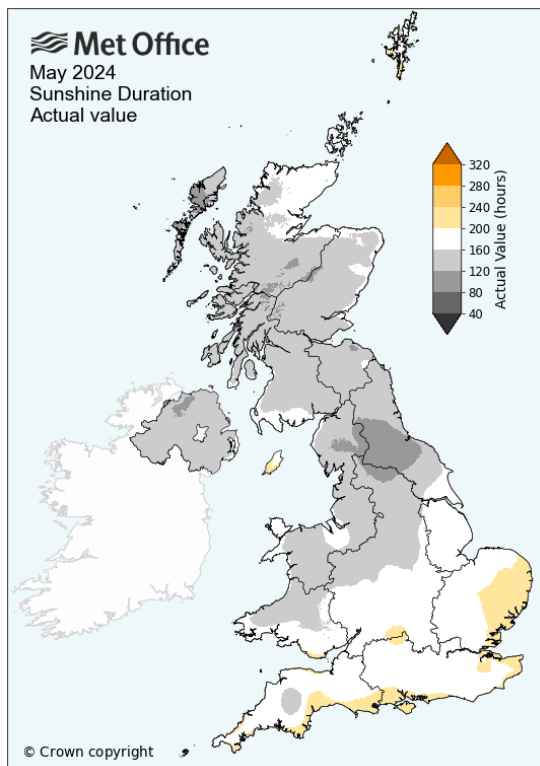 Met Office
May 2024
Sunshine Duration
Actual value
320
280
240
200
160
120
80
40
Actual Value (hours)
© Crown copyright